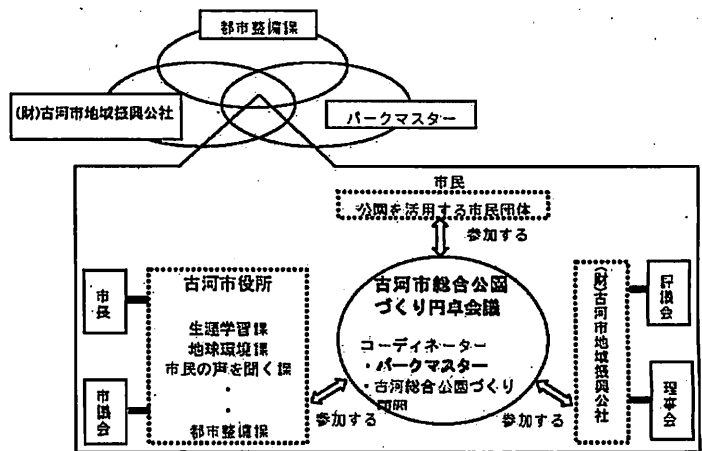 都市整備課
(財)古河市地域振興公社
パークマスター
市民
公園を活用する市民団体
参加する
市長
市議会
古河市役所
生涯学習課
地球環境課
市民の声を聞く課
・
・
都市整備課
参加する
古河市総合公園
づくり円卓会議
コーディネーター
・パークマスター
・古河総合公園づくり
参加する
(財)古河市地域振興公社
評議会
理事会